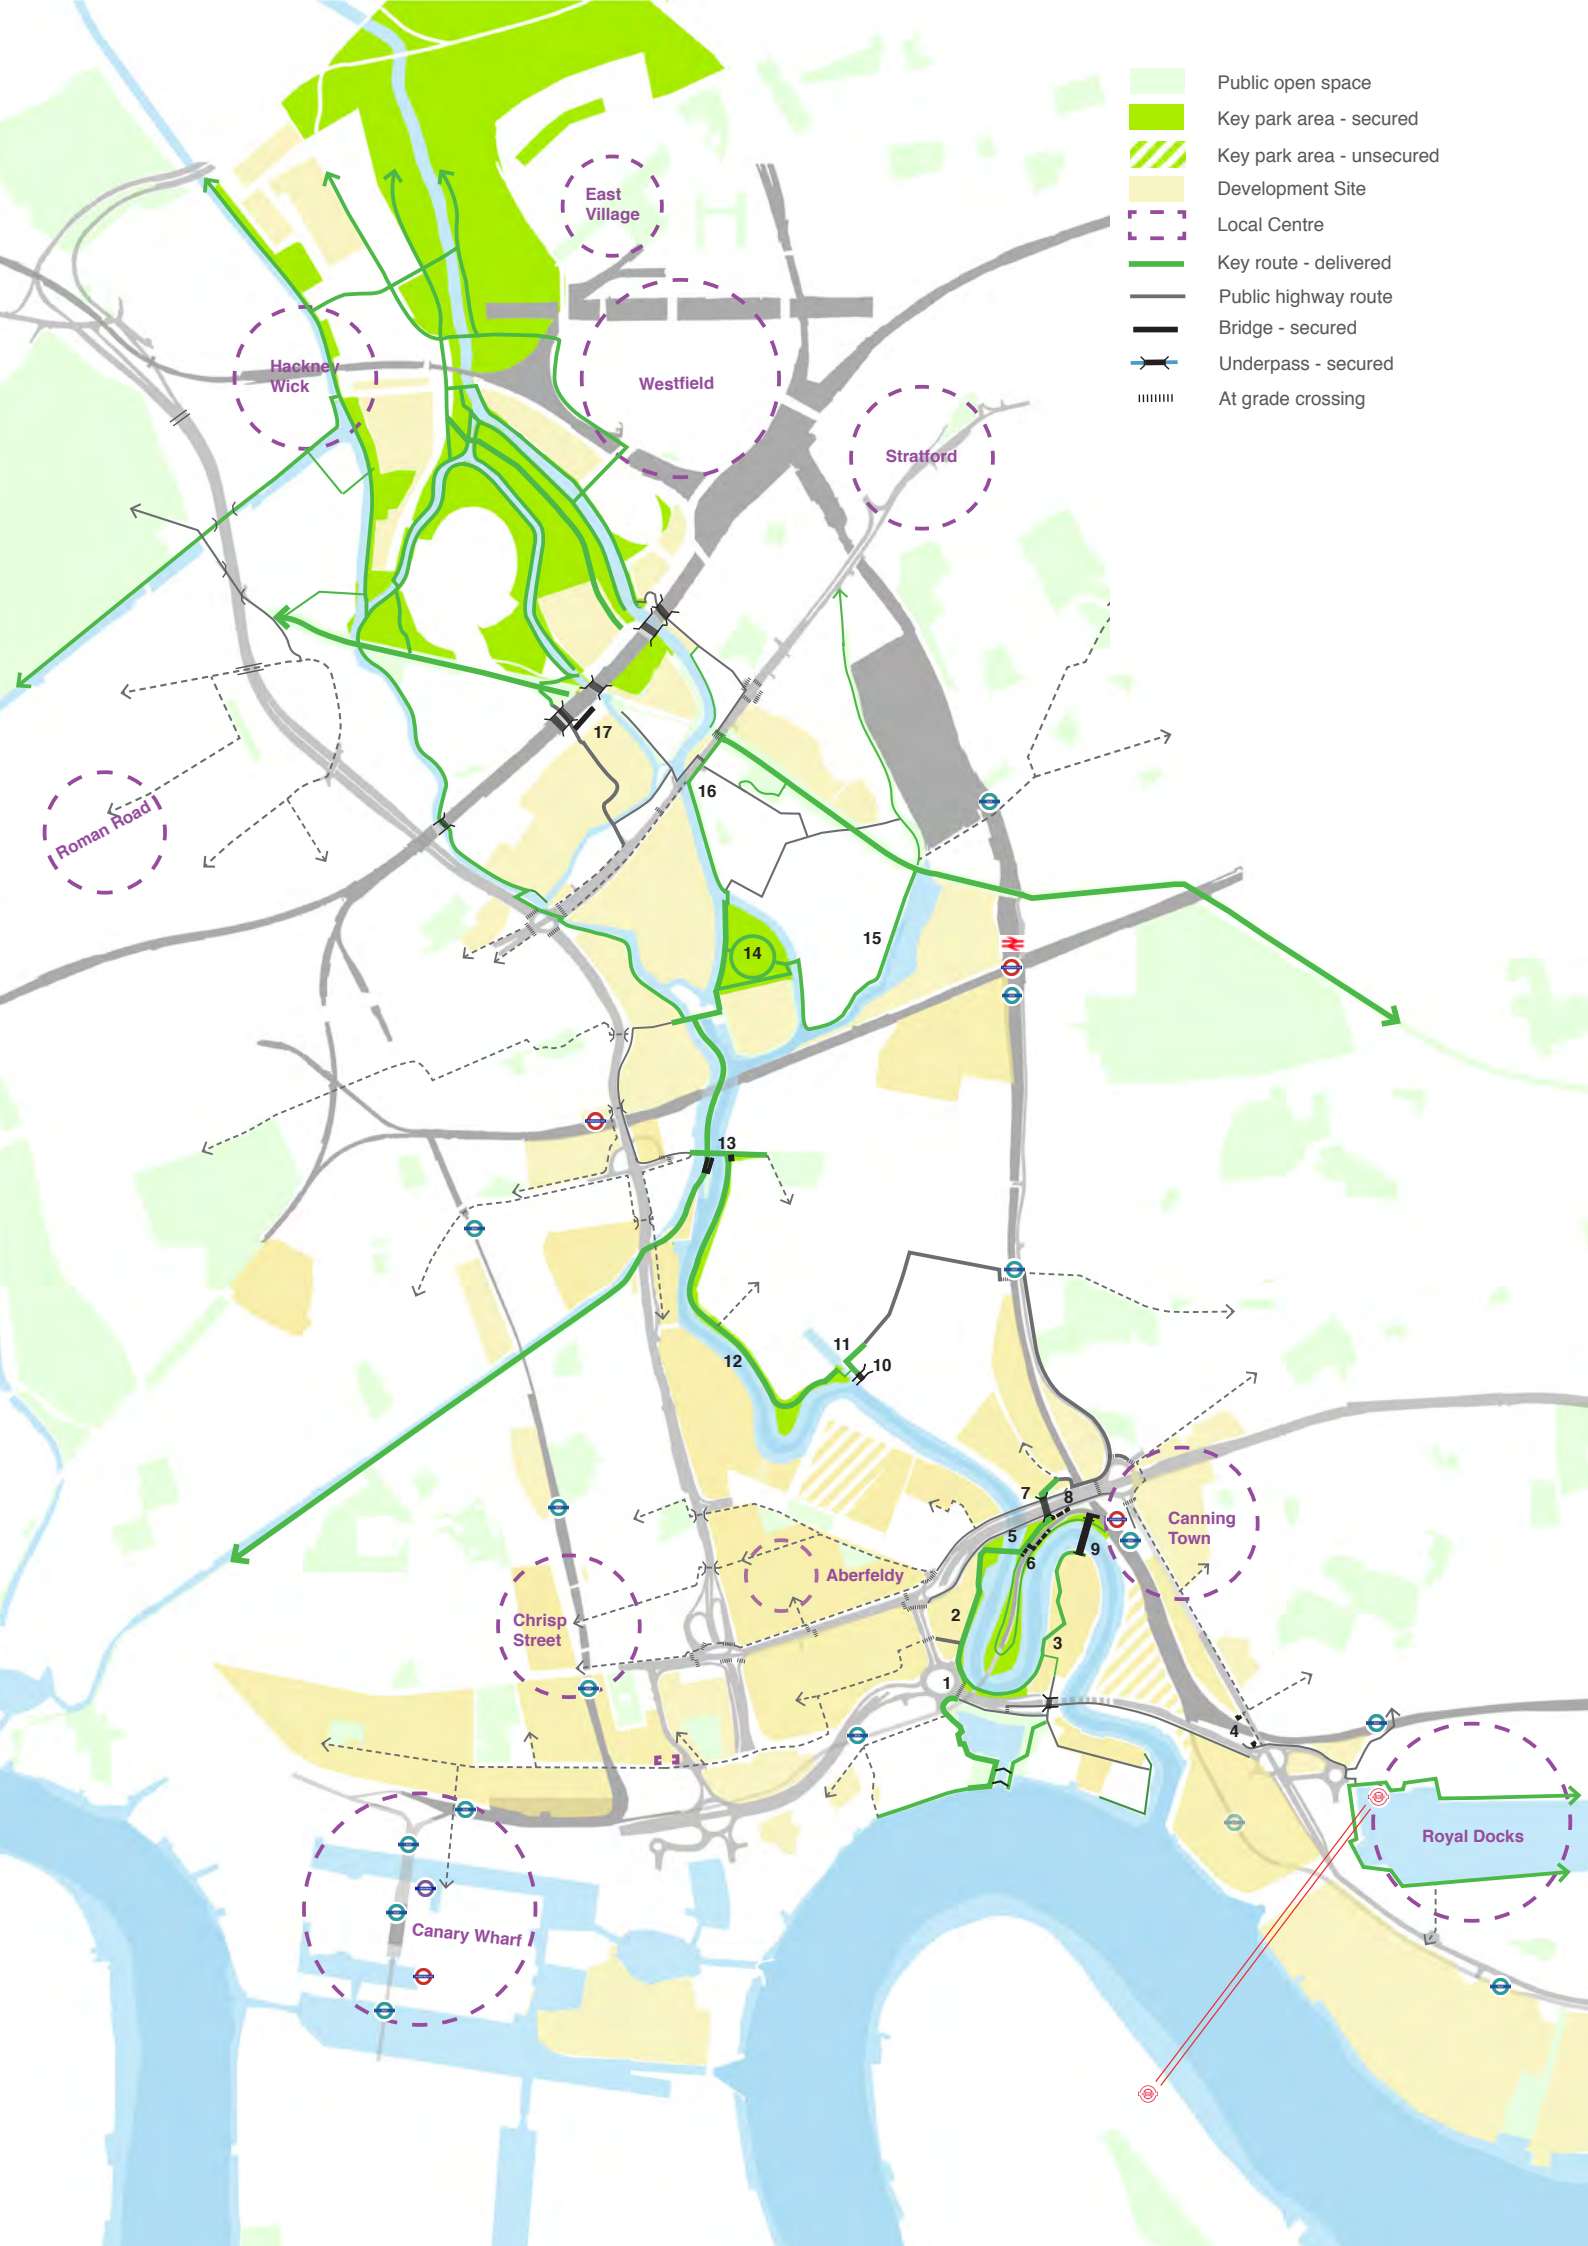 Public open space
Key park area - secured
Key park area - unsecured
Development Site
Local Centre
Key route - delivered
Public highway route
Bridge - secured
Underpass - secured
At grade crossing
East
Village
Hackney
Wick
Westfield
Stratford
17
16
Roman Road
15
14
13
11
10
12
7
8
Canning
Town
5
9
6
Aberfeldy
2
Chrisp
Street
3
1
4
Royal Docks
Canary Wharf